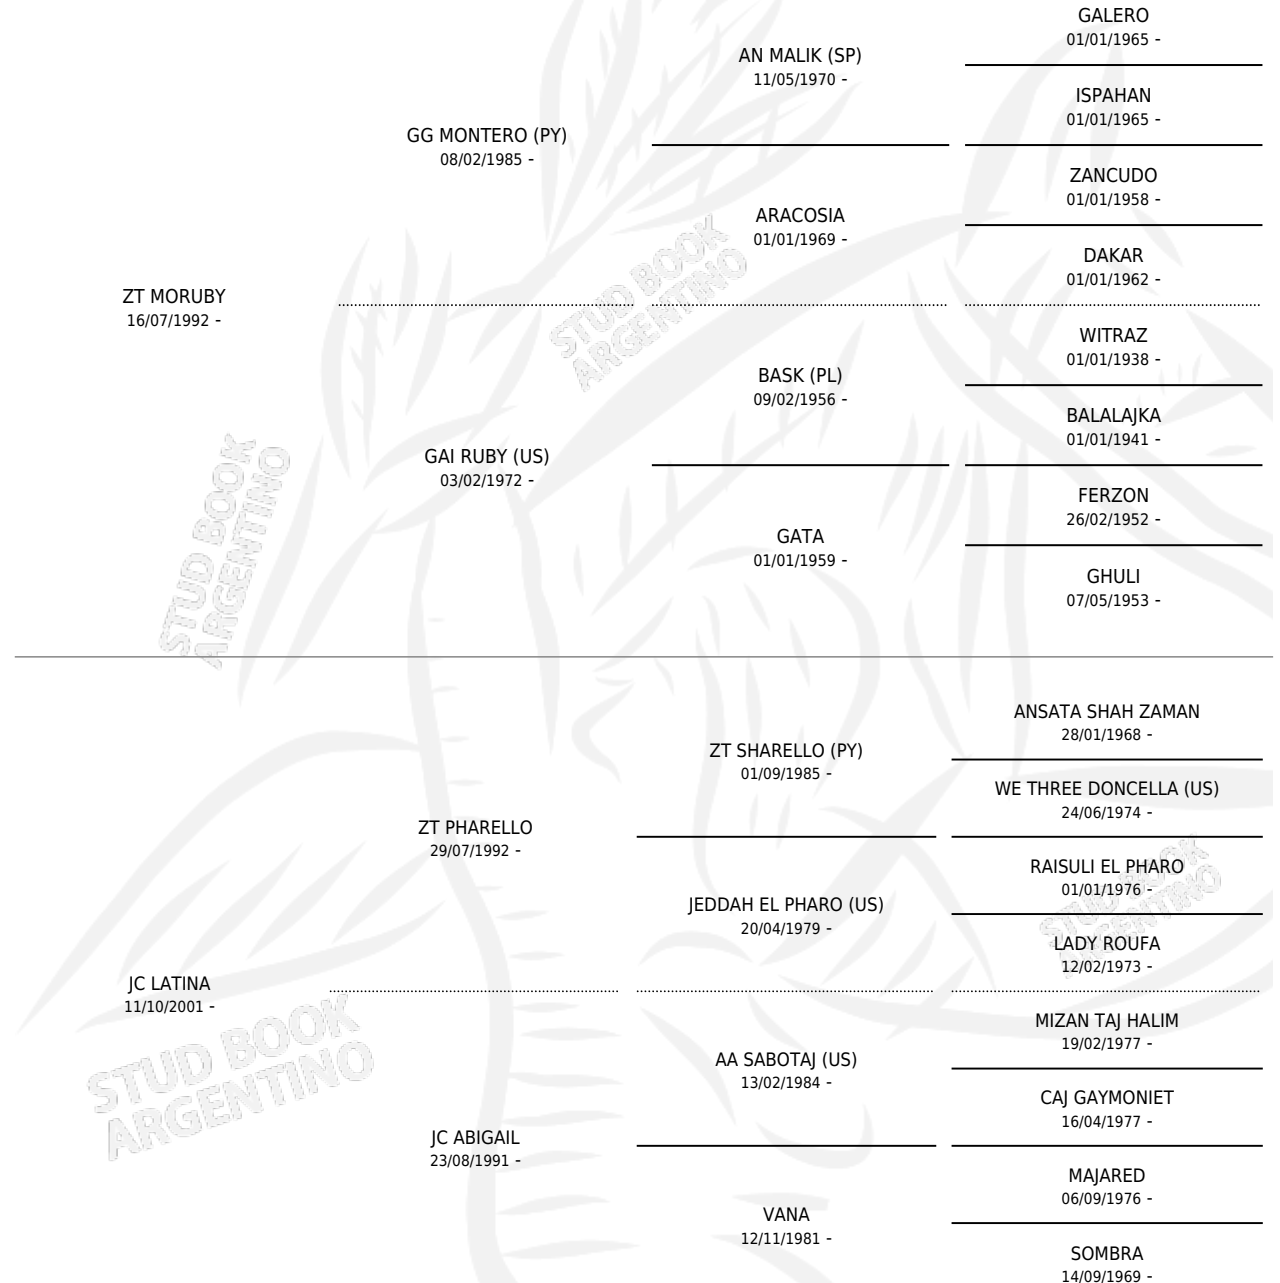 GALERO
01/01/1965 -
AN MALIK (SP)
11/05/1970 -
ISPAHAN
01/01/1965 -
GG MONTERO (PY)
08/02/1985 -
ZANCUDO
01/01/1958 -
ARACOSIA
01/01/1969 -
DAKAR
01/01/1962 -
ZT MORUBY
16/07/1992 -
WITRAZ
01/01/1938 -
BASK (PL)
09/02/1956 -
BALALAJKA
01/01/1941 -
GAI RUBY (US)
03/02/1972 -
FERZON
26/02/1952 -
GATA
01/01/1959 -
GHULI
07/05/1953 -
STUD BOOK
ARGENTINO
STUD BOOK
ARGENTINO
ANSATA SHAH ZAMAN
28/01/1968 -
ZT SHARELLO (PY)
01/09/1985 -
WE THREE DONCELLA (US)
24/06/1974 -
ZT PHARELLO
29/07/1992 -
RAISULI EL PHARO
01/01/1976 -
JEDDAH EL PHARO (US)
20/04/1979 -
LADY ROUFA
12/02/1973 -
JC LATINA
11/10/2001 -
MIZAN TAJ HALIM
19/02/1977 -
AA SABOTAJ (US)
13/02/1984 -
CAJ GAYMONIET
16/04/1977 -
JC ABIGAIL
23/08/1991 -
MAJARED
06/09/1976 -
VANA
12/11/1981 -
SOMBRA
14/09/1969 -
STUD BOOK
ARGENTINO
STUD BOOK
ARGENTINO